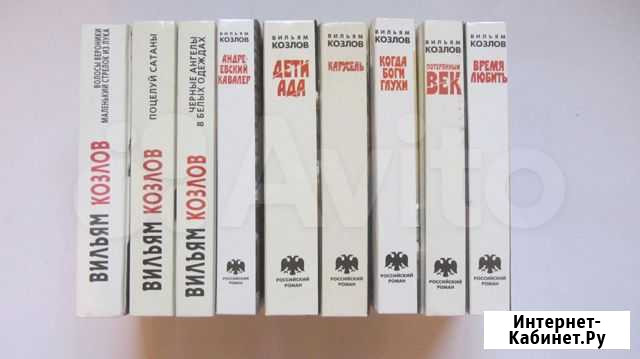 ВИЛЬЯМ КОЗЛОВ
ВОЛОСЫ ВЕРОНИКИ
МАЛЕНЬКИЙ СТРЕЛОК ИЗ ЛУКА
ВИЛЬЯМ КОЗЛОВ
ПОЦЕЛУЙ САТАНЫ
ВИЛЬЯМ КОЗЛОВ
ЧЕРНЫЕ АНГЕЛЫ
В БЕЛЫХ ОДЕЖДАХ
ВИЛЬЯМ
КОЗЛОВ
АНДРЕ-
ЕВСКИЙ
КАВАЛЕР
РОССИЙСКИЙ
РОМАН
ВИЛЬЯМ
КОЗЛОВ
ДЕТИ
АДА
РОССИЙСКИЙ
РОМАН
ВИЛЬЯМ
КОЗЛОВ
КАРУСЕЛЬ
РОССИЙСКИЙ
РОМАН
ВИЛЬЯМ
КОЗЛОВ
КОГДА
БОГИ
ГЛУХИ
РОССИЙСКИЙ
РОМАН
ВИЛЬЯМ
КОЗЛОВ
ПОТЕРЯННЫЙ
ВЕК
РОССИЙСКИЙ
РОМАН
ВИЛЬЯМ
КОЗЛОВ
ВРЕМЯ
ЛЮБИТЬ
РОССИЙСКИЙ
РОМАН
Avito
Интернет-
Кабинет.Ру